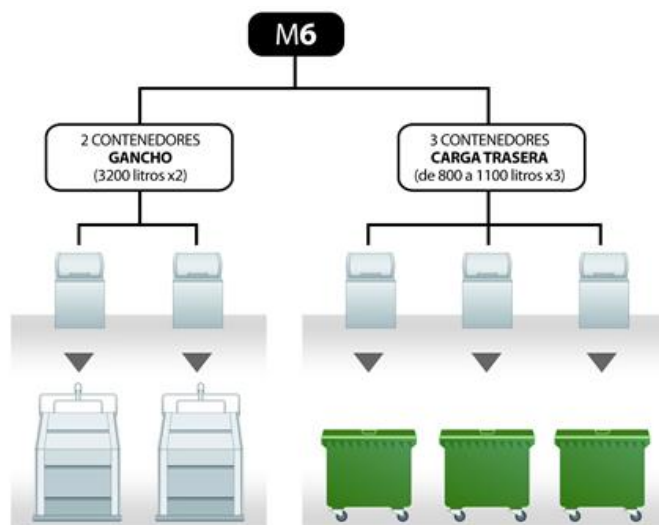 M6
2 CONTENEDORES
GANCHO
(3200 litros x2)
3 CONTENEDORES
CARGA TRASERA
(de 800 a 1100 litros x3)